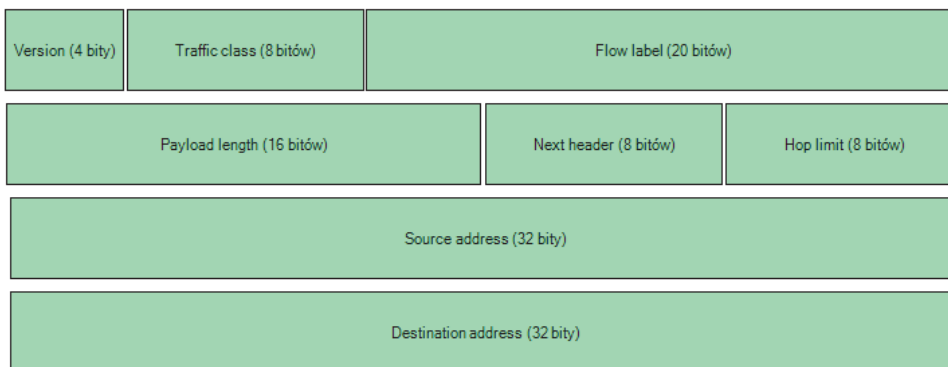 Version (4 bity) Traffic class (8 bitów) Flow label (20 bitów)
Payload length (16 bitów) Next header (8 bitów) Hop limit (8 bitów)
Source address (32 bity)
Destination address (32 bity)